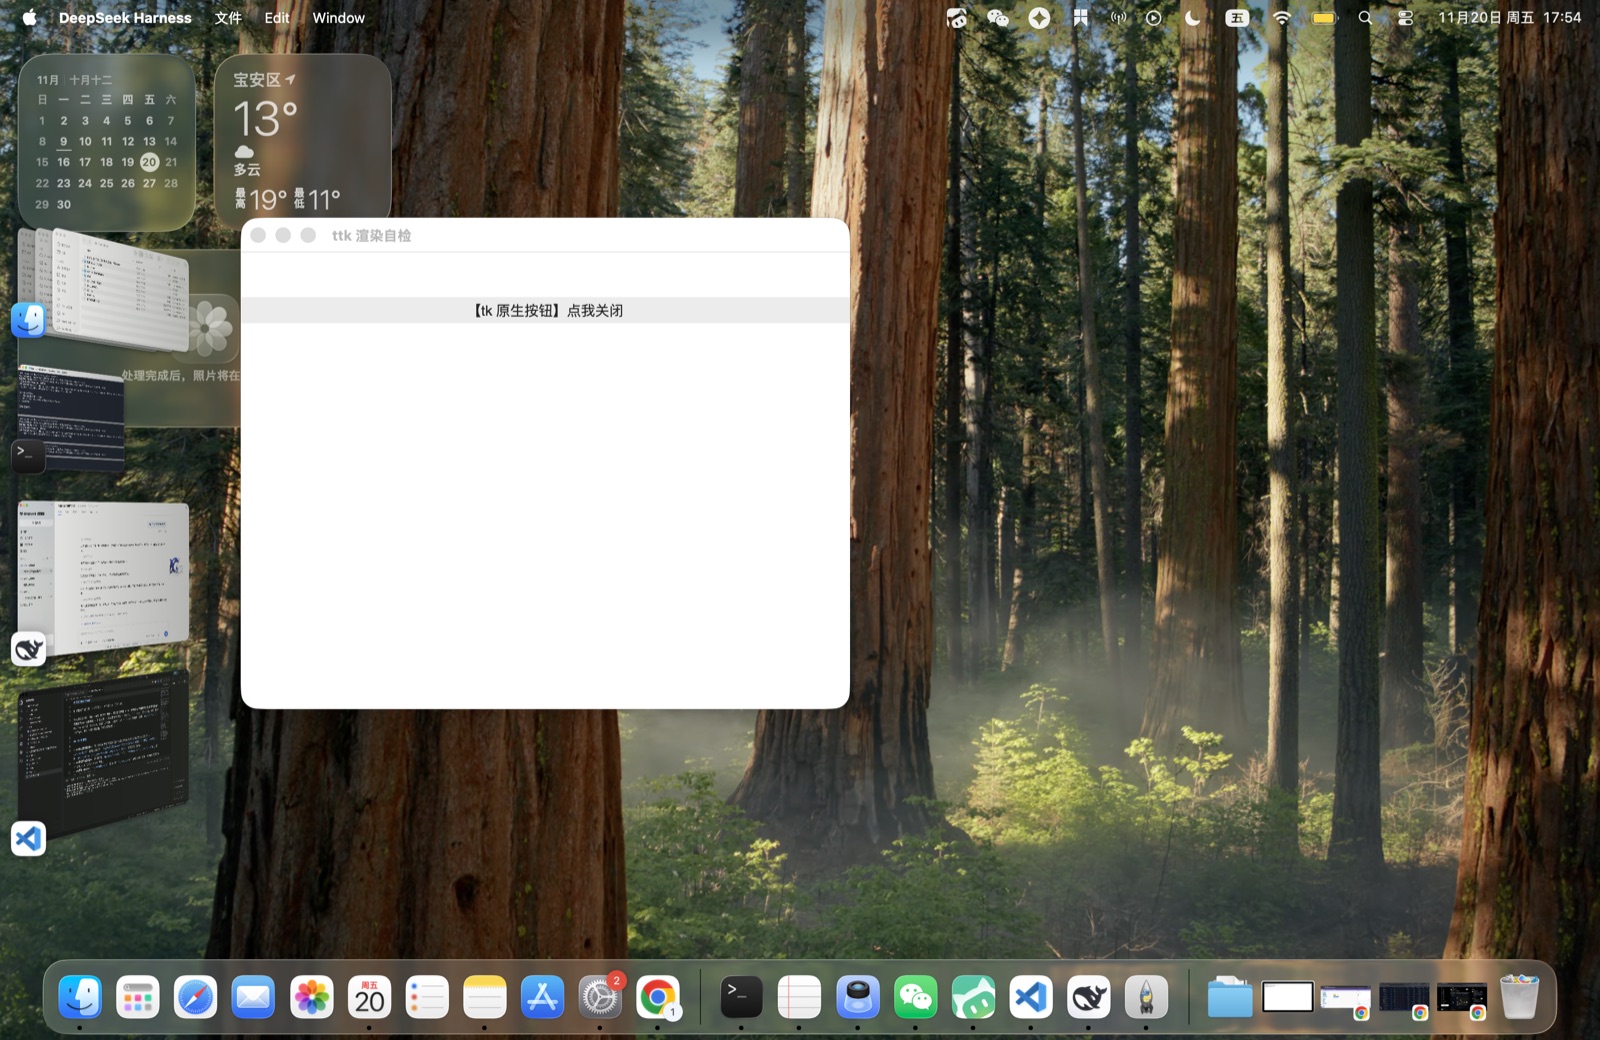 DeepSeek Harness 文件 Edit Window
五 11月20日 周五 17:54
11月 十月十二
日 一 二 三 四 五 六
1 2 3 4 5 6 7
8 9 10 11 12 13 14
15 16 17 18 19 20 21
22 23 24 25 26 27 28
29 30
宝安区
13°
多云
最高19° 最低11°
ttk 渲染自检
【tk 原生按钮】点我关闭
处理完成后，照片将在
周五
20
2
1